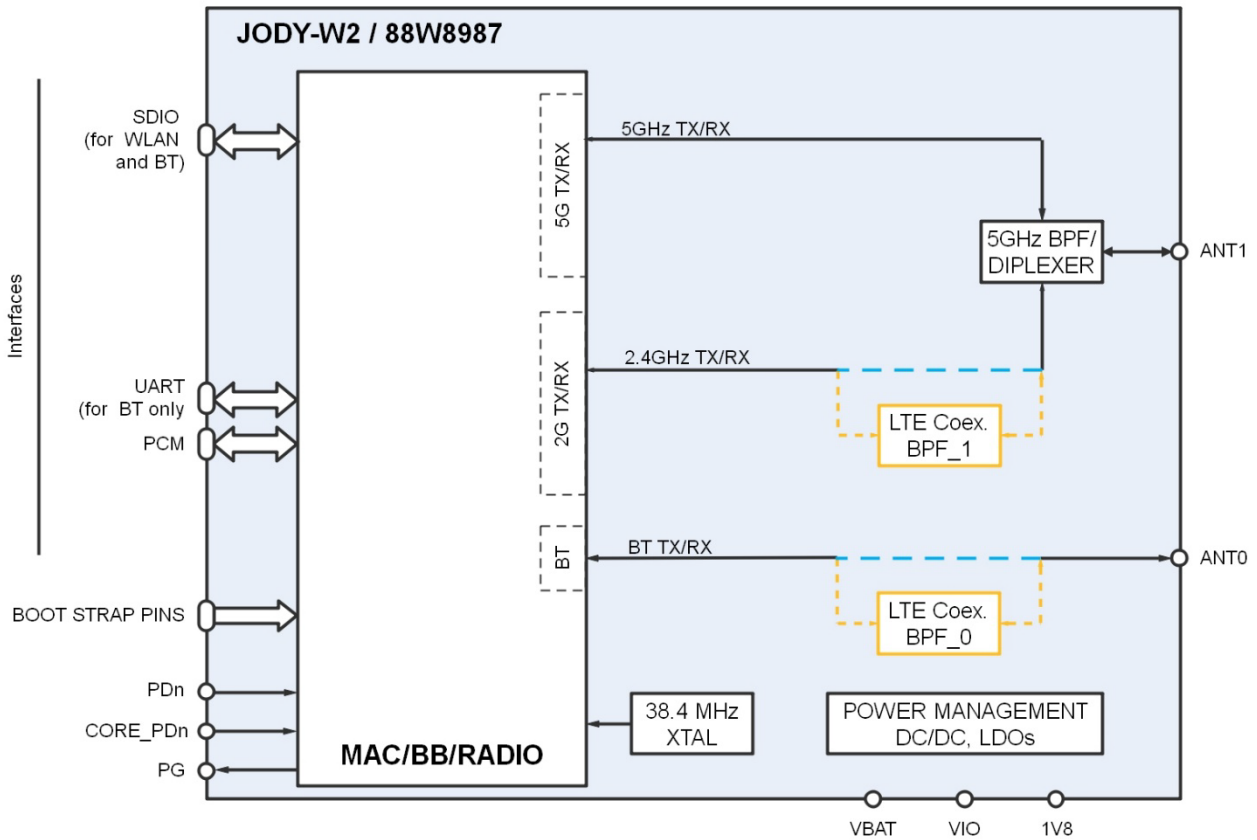 JODY-W2 / 88W8987
Interfaces
SDIO
(for WLAN
and BT)
UART
(for BT only
PCM
BOOT STRAP PINS
PDn
CORE_PDn
PG
MAC/BB/RADIO
5G TX/RX
2G TX/RX
BT
5GHz TX/RX
5GHz BPF/
DIPLEXER
ANT1
2.4GHz TX/RX
LTE Coex.
BPF_1
BT TX/RX
ANT0
LTE Coex.
BPF_0
38.4 MHz
XTAL
POWER MANAGEMENT
DC/DC, LDOs
VBAT
VIO
1V8